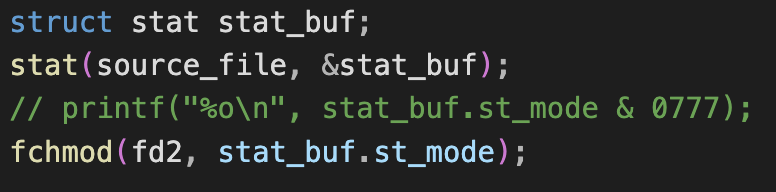 struct stat stat_buf;
stat(source_file, &stat_buf);
// printf("%o\n", stat_buf.st_mode & 0777);
fchmod(fd2, stat_buf.st_mode);